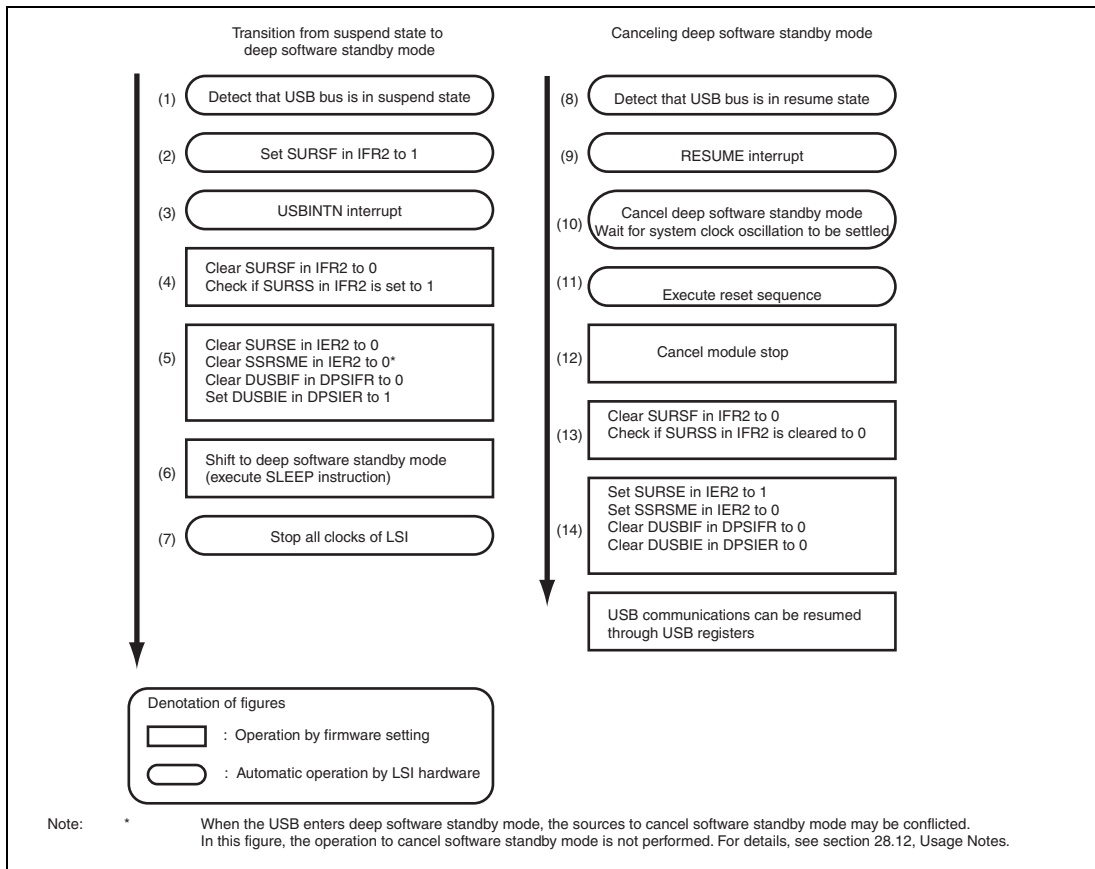 Transition from suspend state to
deep software standby mode
(1) Detect that USB bus is in suspend state
(2) Set SURSF in IFR2 to 1
(3) USBINTN interrupt
(4) Clear SURSF in IFR2 to 0
Check if SURSS in IFR2 is set to 1
(5) Clear SURSE in IER2 to 0
Clear SSRSME in IER2 to 0*
Clear DUSBIF in DPSIFR to 0
Set DUSBIE in DPSIER to 1
(6) Shift to deep software standby mode
(execute SLEEP instruction)
(7) Stop all clocks of LSI
Canceling deep software standby mode
(8) Detect that USB bus is in resume state
(9) RESUME interrupt
(10) Cancel deep software standby mode
Wait for system clock oscillation to be settled
(11) Execute reset sequence
(12) Cancel module stop
(13) Clear SURSF in IFR2 to 0
Check if SURSS in IFR2 is cleared to 0
(14) Set SURSE in IER2 to 1
Set SSRSME in IER2 to 0
Clear DUSBIF in DPSIFR to 0
Clear DUSBIE in DPSIER to 0
USB communications can be resumed
through USB registers
Denotation of figures
: Operation by firmware setting
: Automatic operation by LSI hardware
Note: * When the USB enters deep software standby mode, the sources to cancel software standby mode may be conflicted.
In this figure, the operation to cancel software standby mode is not performed. For details, see section 28.12, Usage Notes.